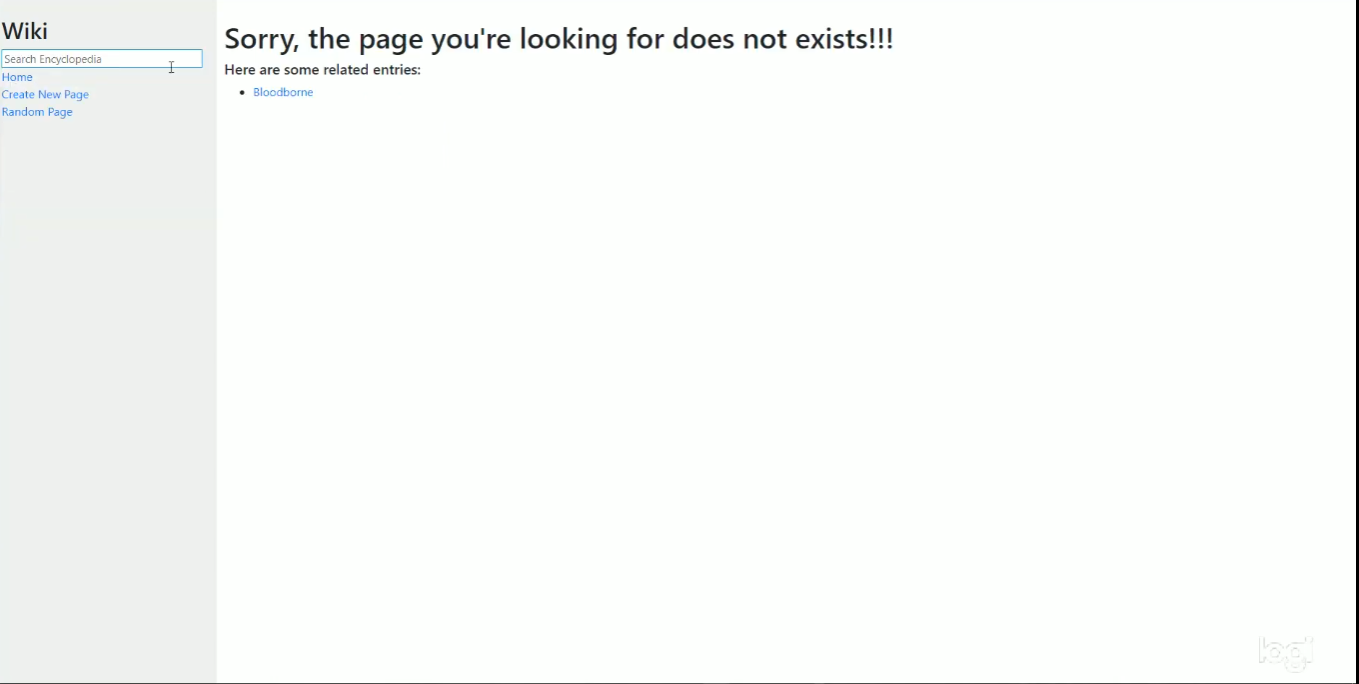 Wiki
Search Encyclopedia
Home
Create New Page
Random Page
Sorry, the page you're looking for does not exists!!!
Here are some related entries:
Bloodborne
logi